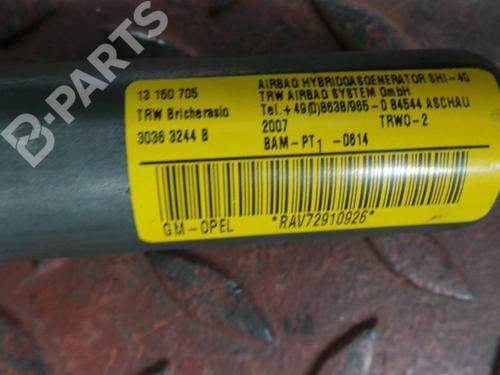 B-PARTS
13 150 705
TRW Bricherasio
3036 3244 B
AIRBAG HYBRIDGASGENERATOR SHI-40
TRW AIRBAG SYSTEM GmbH
Tel.+49(0)8638/965-0 84544 ASCHAU
2007 TRWO-2
BAM-PT1 -0614
GM-OPEL *RAV72910926*